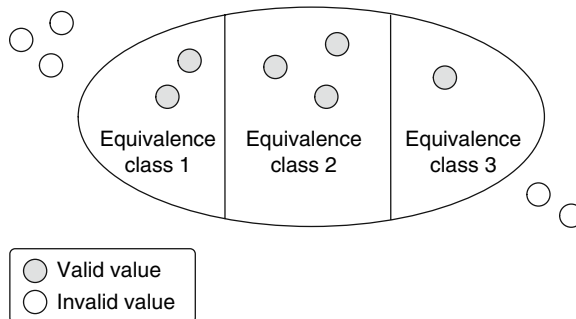 Equivalence
class 1
Equivalence
class 2
Equivalence
class 3
Valid value
Invalid value